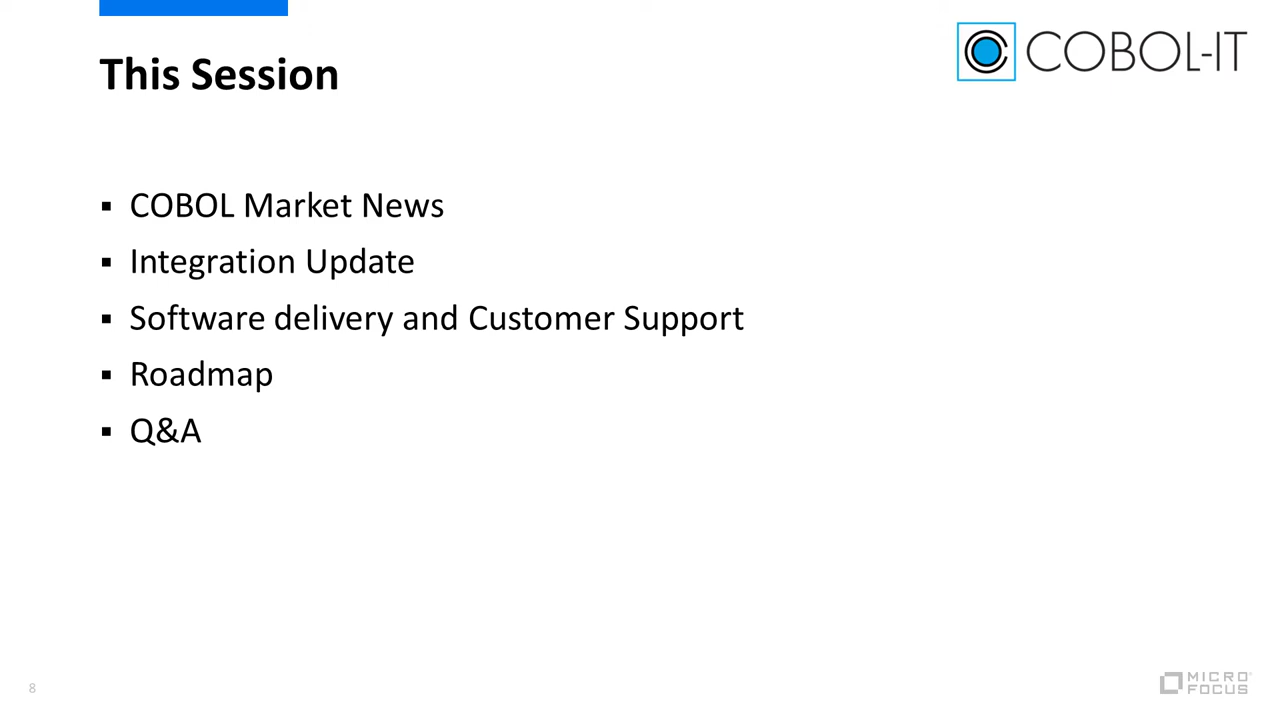 This Session
COBOL-IT
▪ COBOL Market News
▪ Integration Update
▪ Software delivery and Customer Support
▪ Roadmap
▪ Q&A
8
MICRO
FOCUS